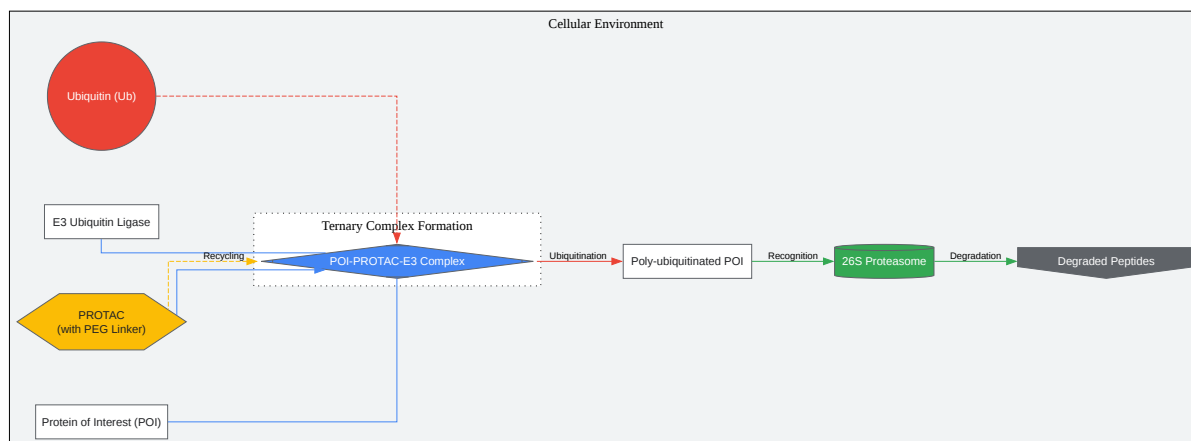 Cellular Environment
Ubiquitin (Ub)
E3 Ubiquitin Ligase
Ternary Complex Formation
Recycling
POI-PROTAC-E3 Complex
Ubiquitination
Poly-ubiquitinated POI
Recognition
26S Proteasome
Degradation
Degraded Peptides
PROTAC
(with PEG Linker)
Protein of Interest (POI)